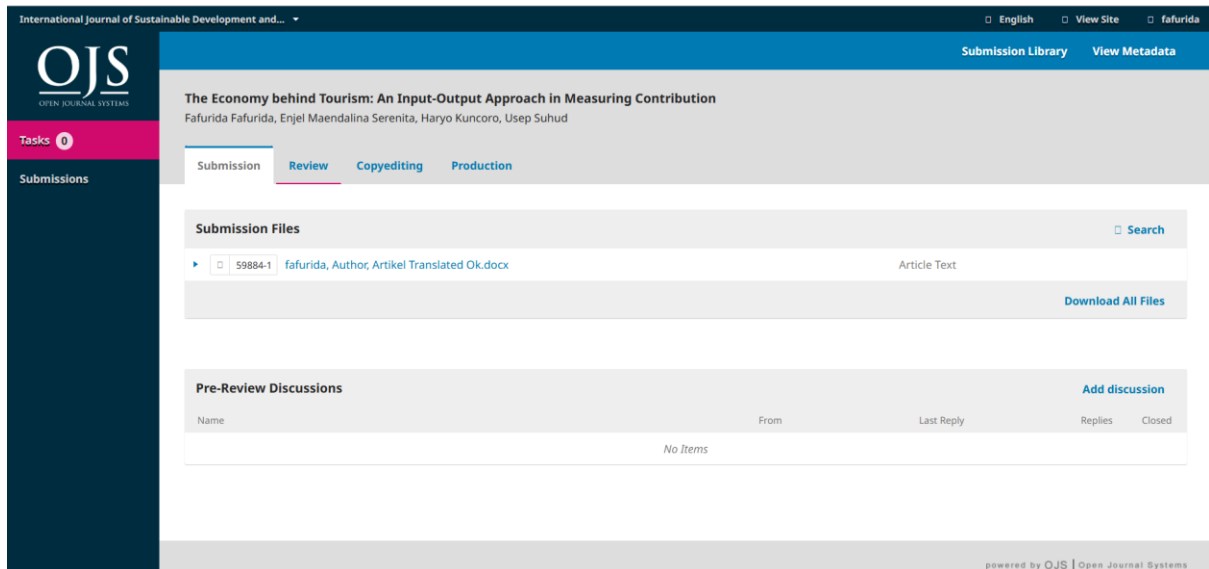 International Journal of Sustainable Development and...
English View Site fafurida
OJS
OPEN JOURNAL SYSTEMS
Submission Library View Metadata
The Economy behind Tourism: An Input-Output Approach in Measuring Contribution
Fafurida Fafurida, Enjel Maendalina Serenita, Haryo Kuncoro, Usep Suhud
Tasks 0
Submissions
Submission Review Copyediting Production
Submission Files Search
59884-1 fafurida, Author, Artikel Translated Ok.docx Article Text
Download All Files
Pre-Review Discussions Add discussion
Name From Last Reply Replies Closed
No Items
powered by OJS | Open Journal Systems